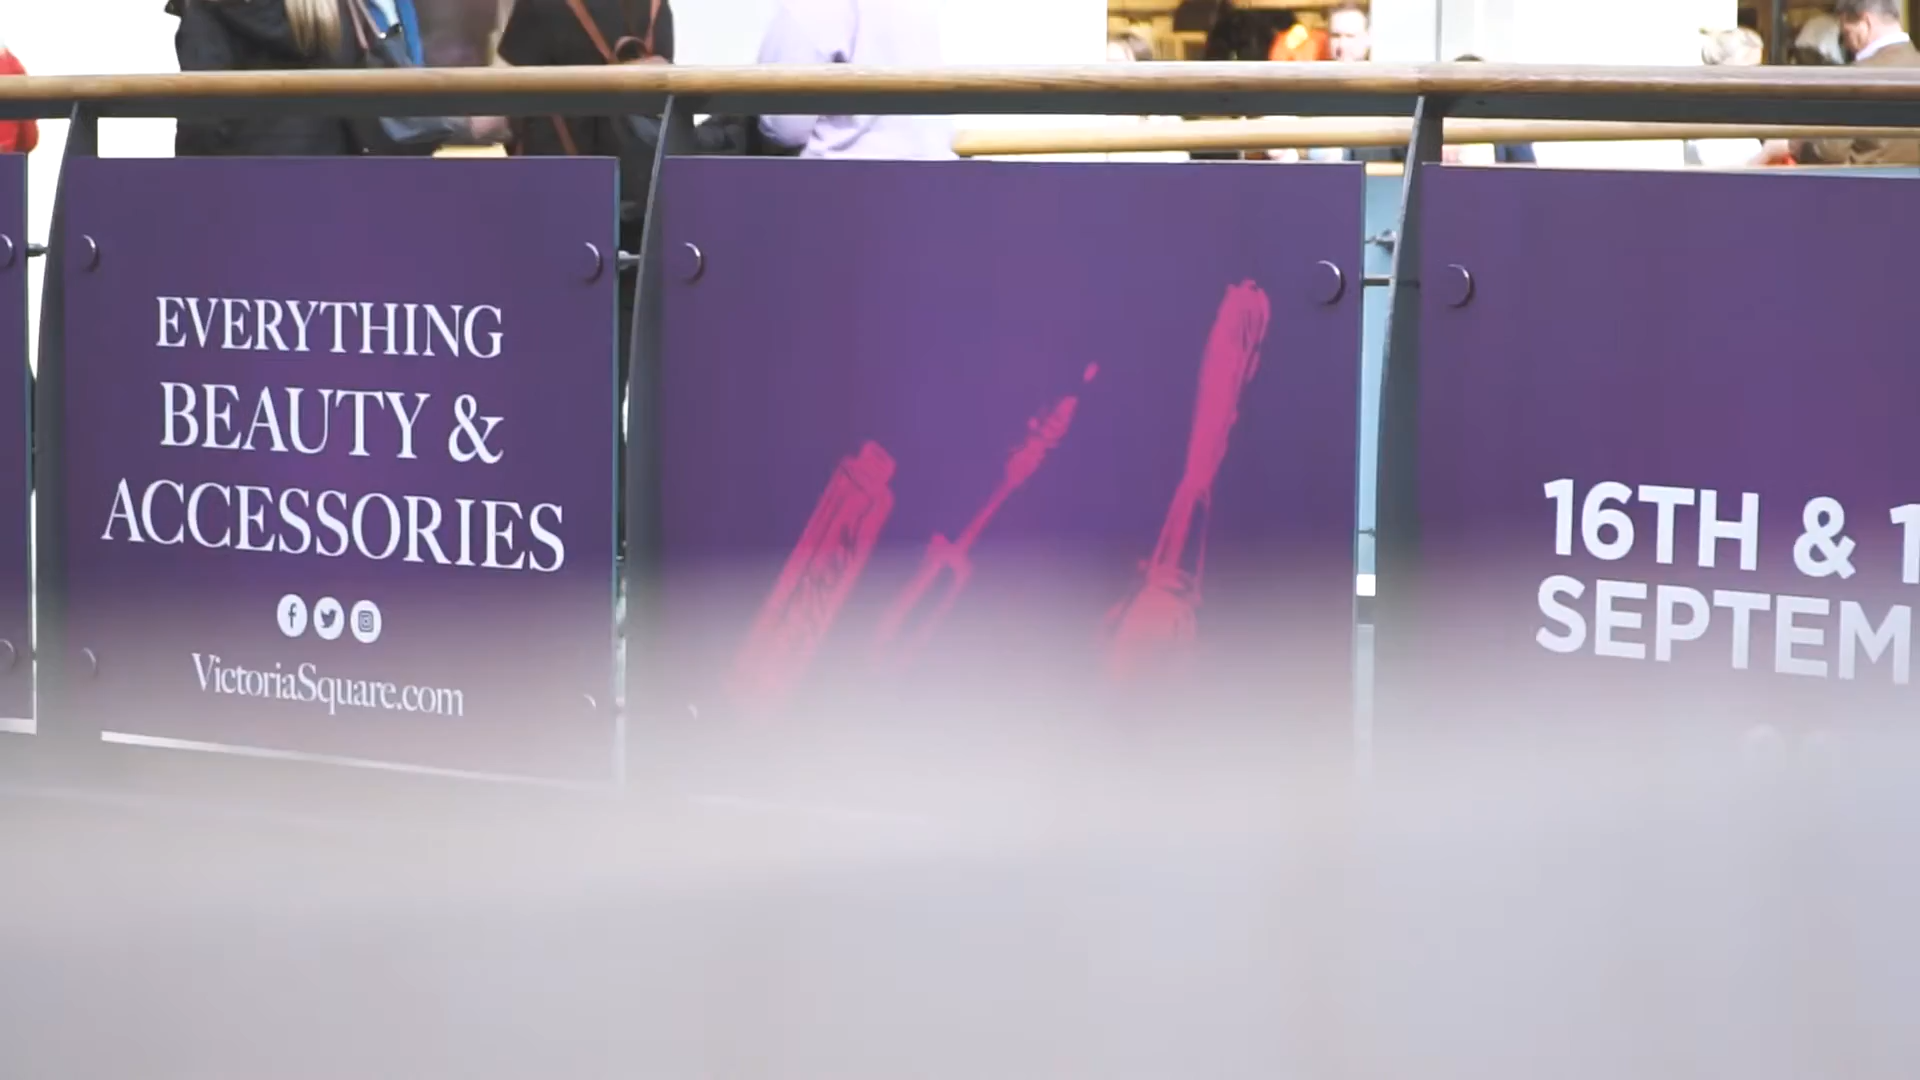 EVERYTHING
BEAUTY &
ACCESSORIES
VictoriaSquare.com
16TH & 1
SEPTEM